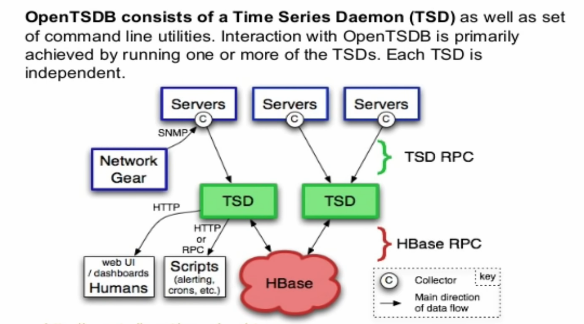 OpenTSDB consists of a Time Series Daemon (TSD) as well as set
of command line utilities. Interaction with OpenTSDB is primarily
achieved by running one or more of the TSDs. Each TSD is
independent.
Servers
Servers
Servers
C
C
C
SNMP
Network
Gear
TSD RPC
TSD
TSD
HTTP
HTTP
or
RPC
HBase RPC
web UI
/ dashboards
Humans
Scripts
(alerting,
crons, etc.)
HBase
C
Collector
key
Main direction
of data flow